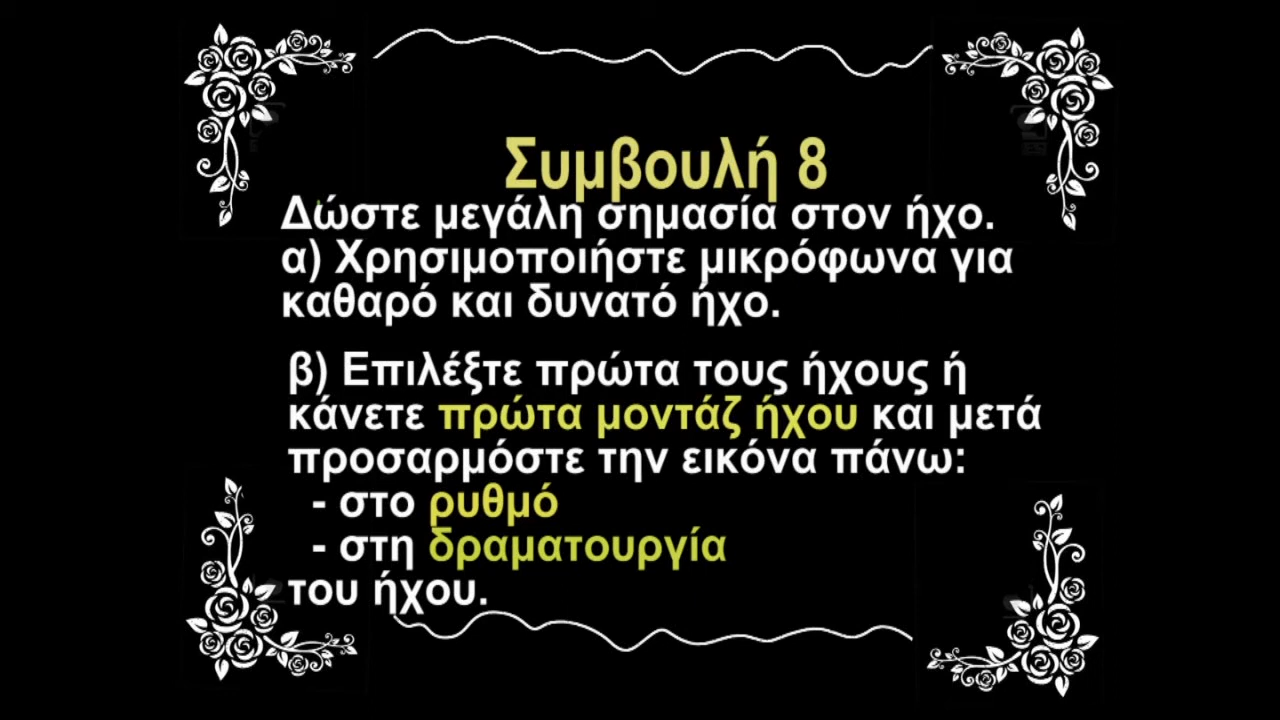 Συμβουλή 8
Δώστε μεγάλη σημασία στον ήχο.
α) Χρησιμοποιήστε μικρόφωνα για
καθαρό και δυνατό ήχο.
β) Επιλέξτε πρώτα τους ήχους ή
κάνετε πρώτα μοντάζ ήχου και μετά
προσαρμόστε την εικόνα πάνω:
- στο ρυθμό
- στη δραματουργία
του ήχου.